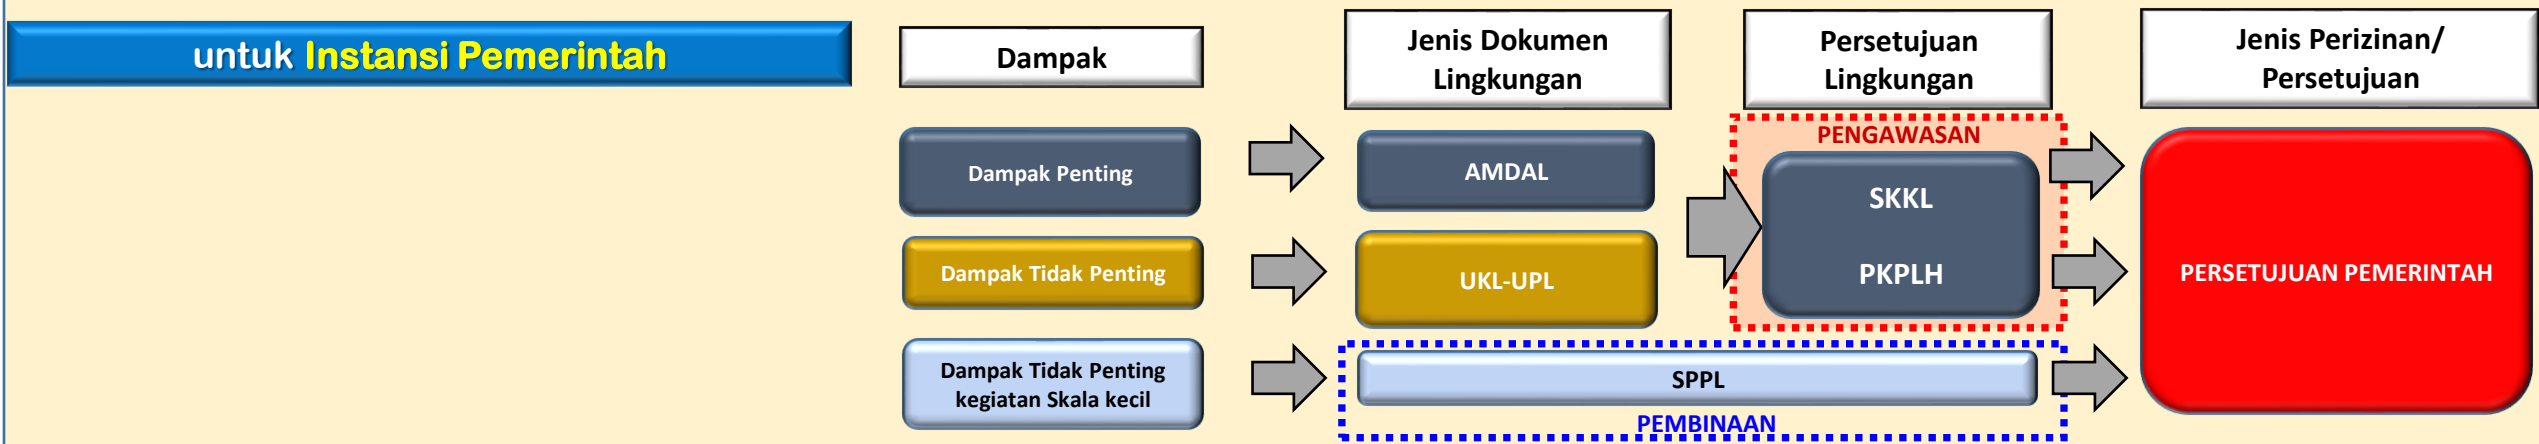 untuk Instansi Pemerintah
Dampak
Jenis Dokumen
Lingkungan
Persetujuan
Lingkungan
Jenis Perizinan/
Persetujuan
Dampak Penting
AMDAL
PENGAWASAN
SKKL
PKPLH
PERSETUJUAN PEMERINTAH
Dampak Tidak Penting
UKL-UPL
Dampak Tidak Penting
kegiatan Skala kecil
SPPL
PEMBINAAN